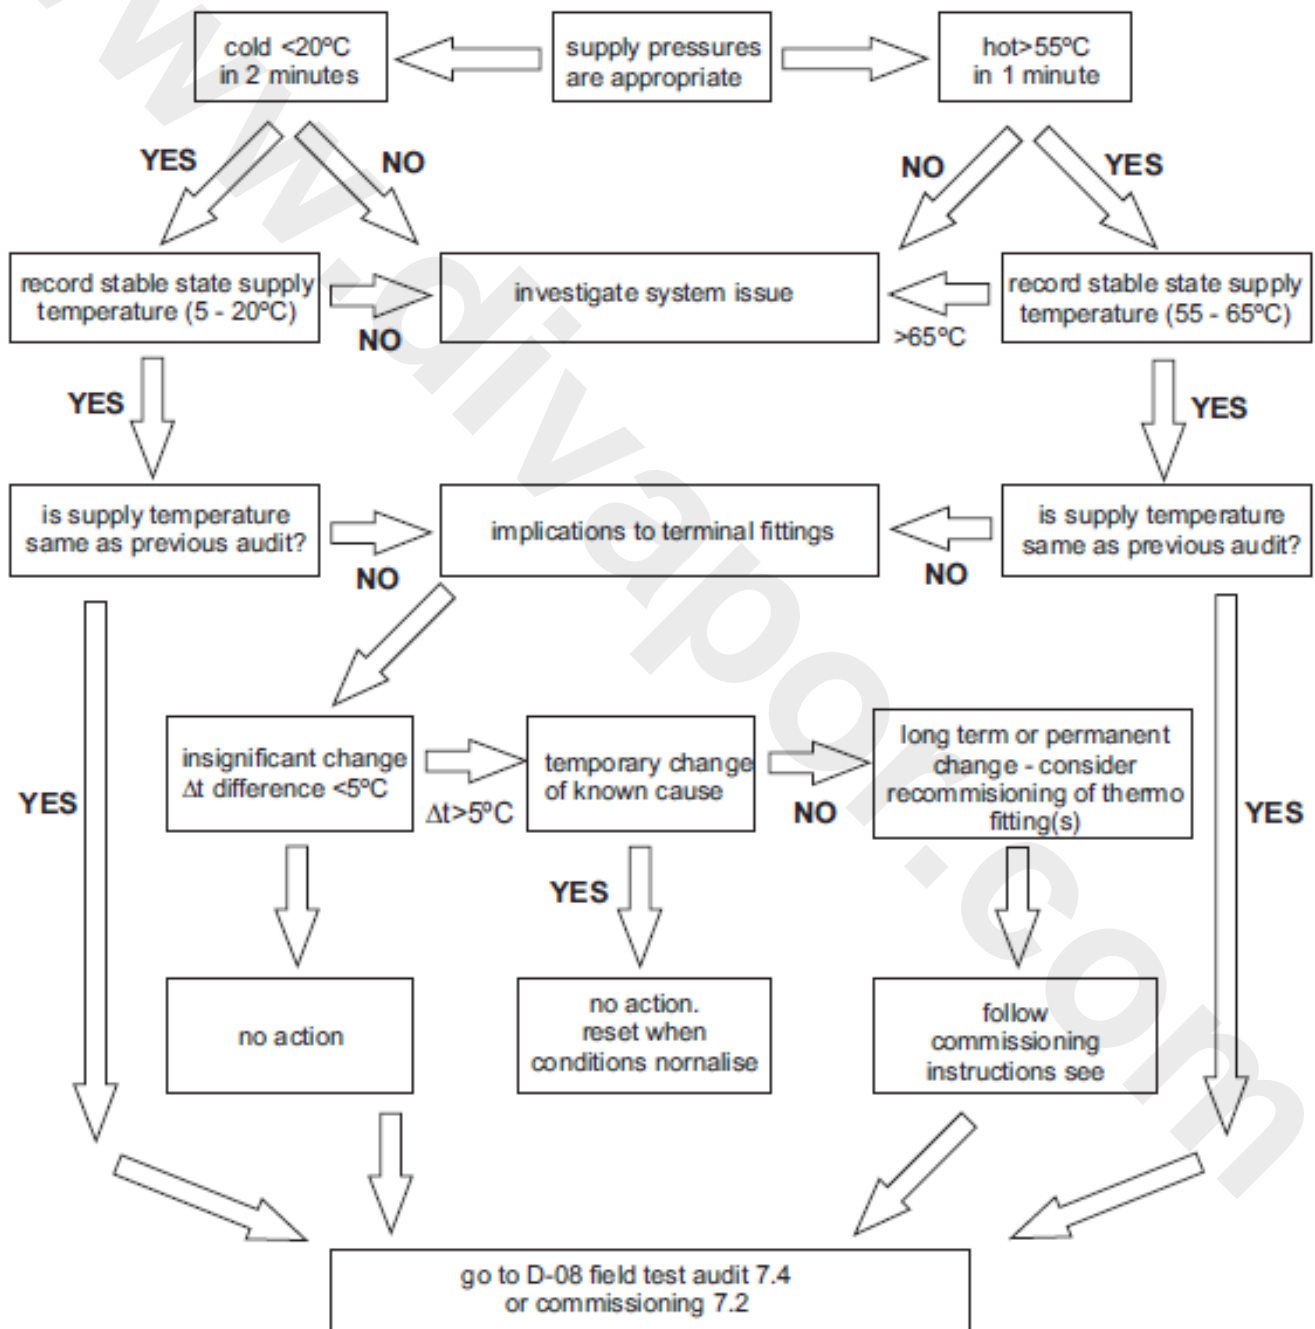 cold <20ºC
in 2 minutes
supply pressures
are appropriate
hot>55ºC
in 1 minute
YES
NO
NO
YES
record stable state supply
temperature (5 - 20ºC)
NO
investigate system issue
>65ºC
record stable state supply
temperature (55 - 65ºC)
YES
YES
is supply temperature
same as previous audit?
NO
implications to terminal fittings
NO
is supply temperature
same as previous audit?
YES
insignificant change
Δt difference <5ºC
Δt>5ºC
temporary change
of known cause
NO
long term or permanent
change - consider
recommisioning of thermo
fitting(s)
YES
YES
no action
no action.
reset when
conditions nornalise
follow
commissioning
instructions see
go to D-08 field test audit 7.4
or commissioning 7.2
www.divapor.com